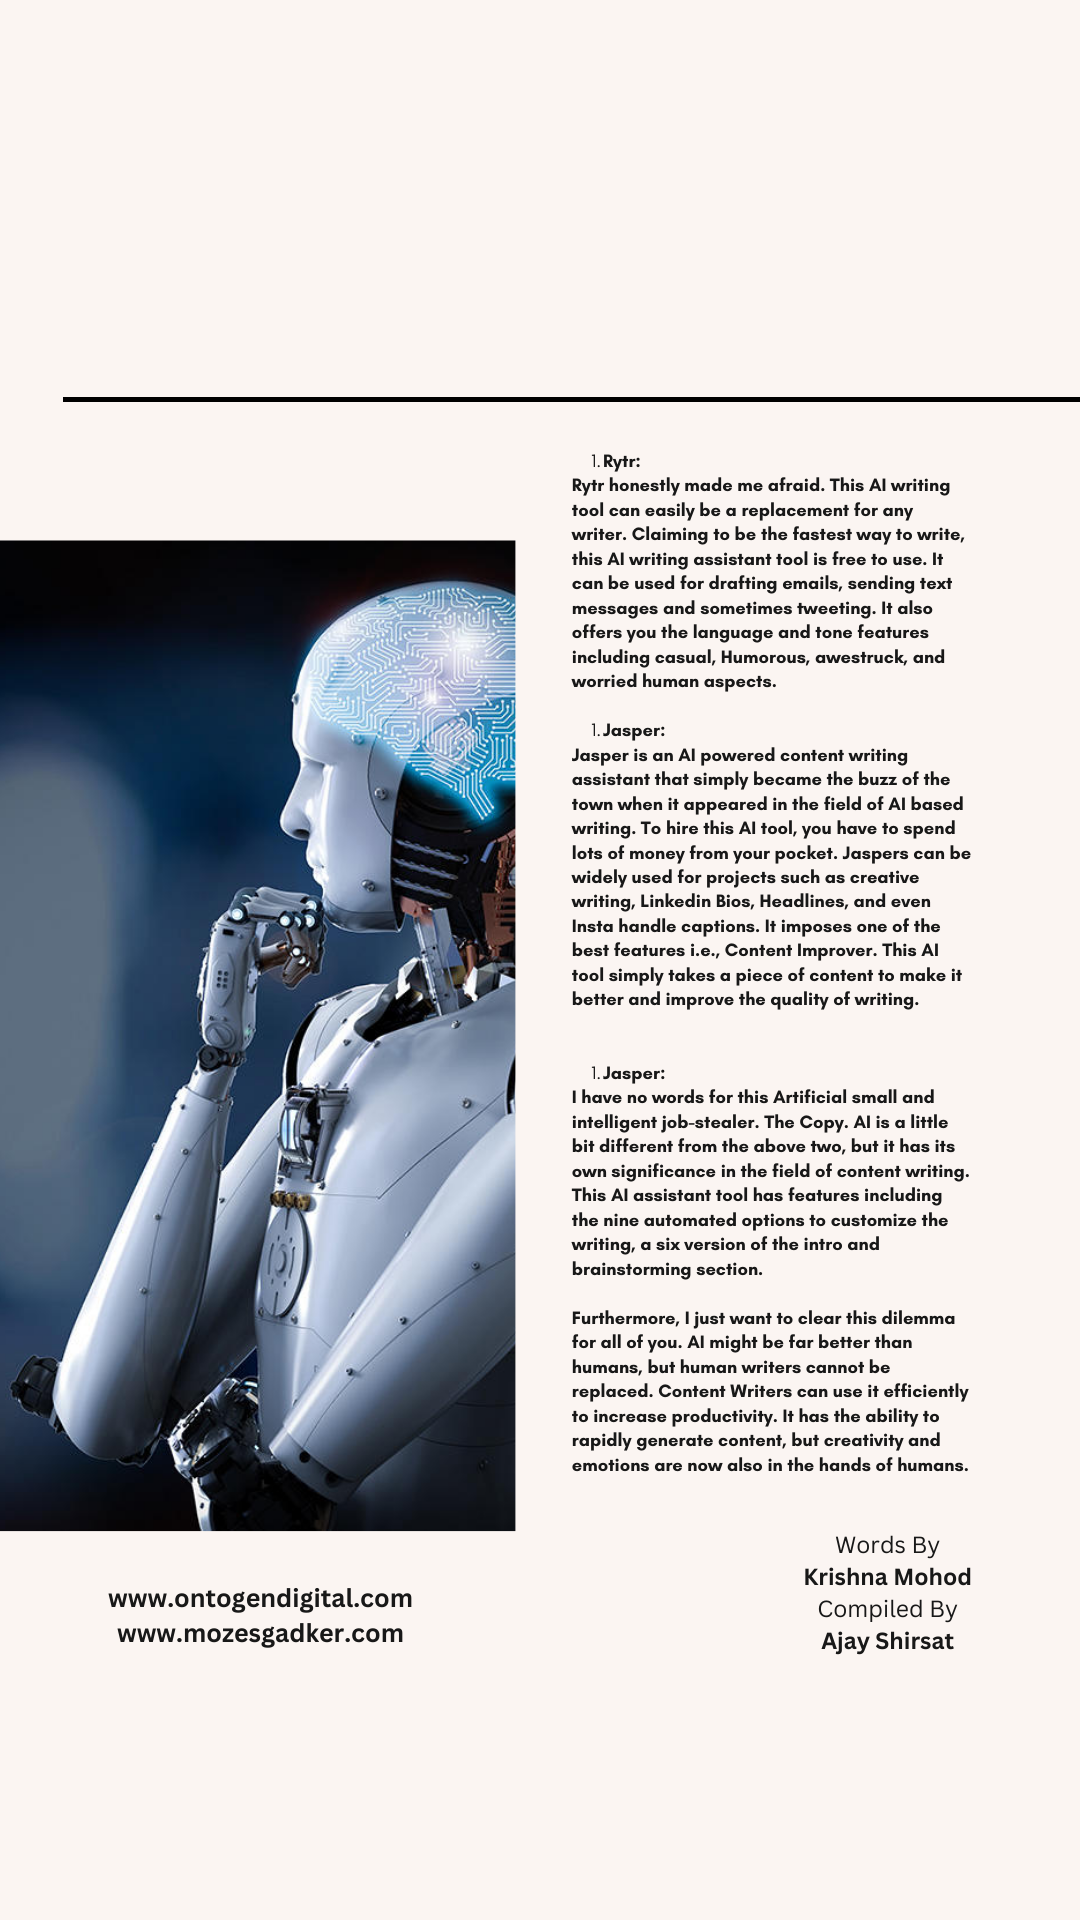 1. Rytr:
Rytr honestly made me afraid. This AI writing
tool can easily be a replacement for any
writer. Claiming to be the fastest way to write,
this AI writing assistant tool is free to use. It
can be used for drafting emails, sending text
messages and sometimes tweeting. It also
offers you the language and tone features
including casual, Humorous, awestruck, and
worried human aspects.
1. Jasper:
Jasper is an AI powered content writing
assistant that simply became the buzz of the
town when it appeared in the field of AI based
writing. To hire this AI tool, you have to spend
lots of money from your pocket. Jaspers can be
widely used for projects such as creative
writing, Linkedin Bios, Headlines, and even
Insta handle captions. It imposes one of the
best features i.e., Content Improver. This AI
tool simply takes a piece of content to make it
better and improve the quality of writing.
1. Jasper:
I have no words for this Artificial small and
intelligent job-stealer. The Copy. AI is a little
bit different from the above two, but it has its
own significance in the field of content writing.
This AI assistant tool has features including
the nine automated options to customize the
writing, a six version of the intro and
brainstorming section.
Furthermore, I just want to clear this dilemma
for all of you. AI might be far better than
humans, but human writers cannot be
replaced. Content Writers can use it efficiently
to increase productivity. It has the ability to
rapidly generate content, but creativity and
emotions are now also in the hands of humans.
Words By
Krishna Mohod
Compiled By
Ajay Shirsat
www.ontogendigital.com
www.mozesgadker.com